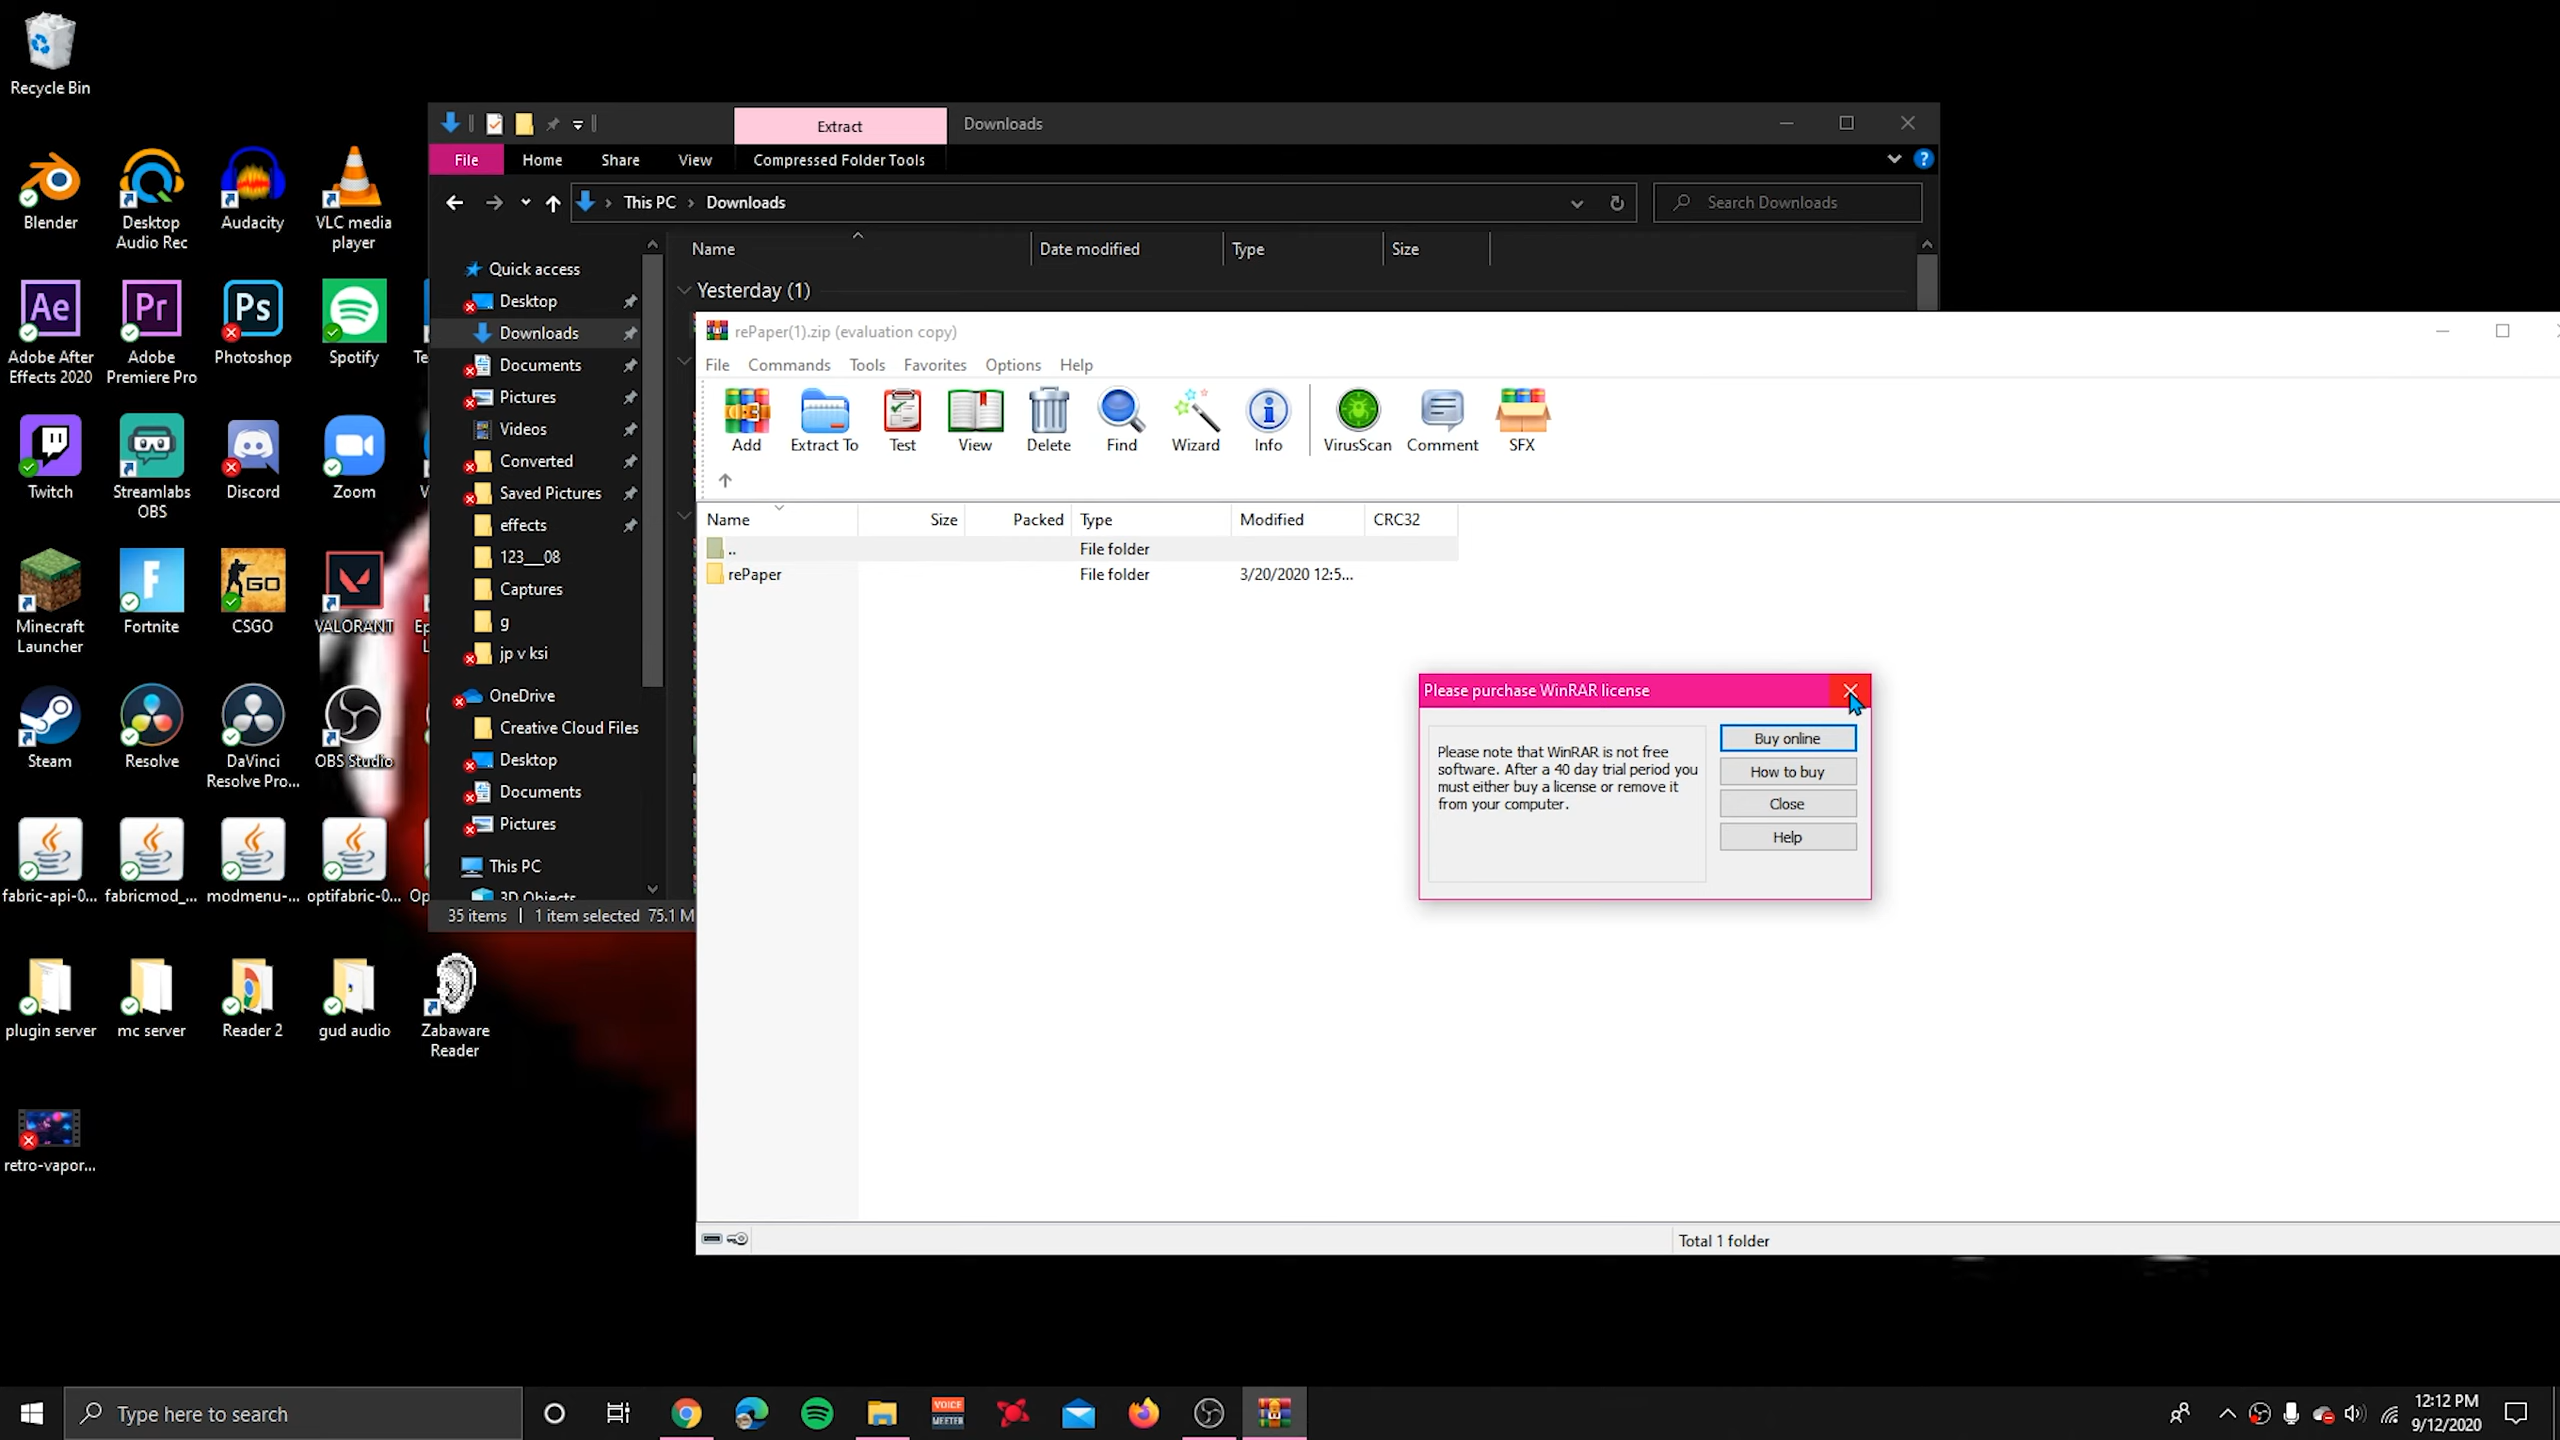 Recycle Bin
Blender
Desktop
Audio Rec
Audacity
VLC media
player
Ae
Pr
Ps
Adobe After
Effects 2020
Adobe
Premiere Pro
Photoshop
Spotify
Te
Twitch
Streamlabs
OBS
Discord
Zoom
zoom
Minecraft
Launcher
F
Fortnite
GO
CSGO
VALORANT
Ep
L
Steam
Resolve
DaVinci
Resolve Pro...
OBS Studio
fabric-api-0...
fabricmod_...
modmenu-...
optifabric-0...
Op
plugin server
mc server
Reader 2
gud audio
Zabaware
Reader
retro-vapor...
Extract
Downloads
File
Home
Share
View
Compressed Folder Tools
This PC
Downloads
Search Downloads
Name
Date modified
Type
Size
Yesterday (1)
Quick access
Desktop
Downloads
Documents
Pictures
Videos
Converted
Saved Pictures
effects
123__08
Captures
g
jp v ksi
OneDrive
Creative Cloud Files
Desktop
Documents
Pictures
This PC
3D Objects
35 items
1 item selected 75.1 M
rePaper(1).zip (evaluation copy)
File
Commands
Tools
Favorites
Options
Help
Add
Extract To
Test
View
Delete
Find
Wizard
Info
VirusScan
Comment
SFX
Name
Size
Packed
Type
Modified
CRC32
..
File folder
rePaper
File folder
3/20/2020 12:5...
Please purchase WinRAR license
Please note that WinRAR is not free
software. After a 40 day trial period you
must either buy a license or remove it
from your computer.
Buy online
How to buy
Close
Help
Total 1 folder
Type here to search
VOICE
MEETER
12:12 PM
9/12/2020